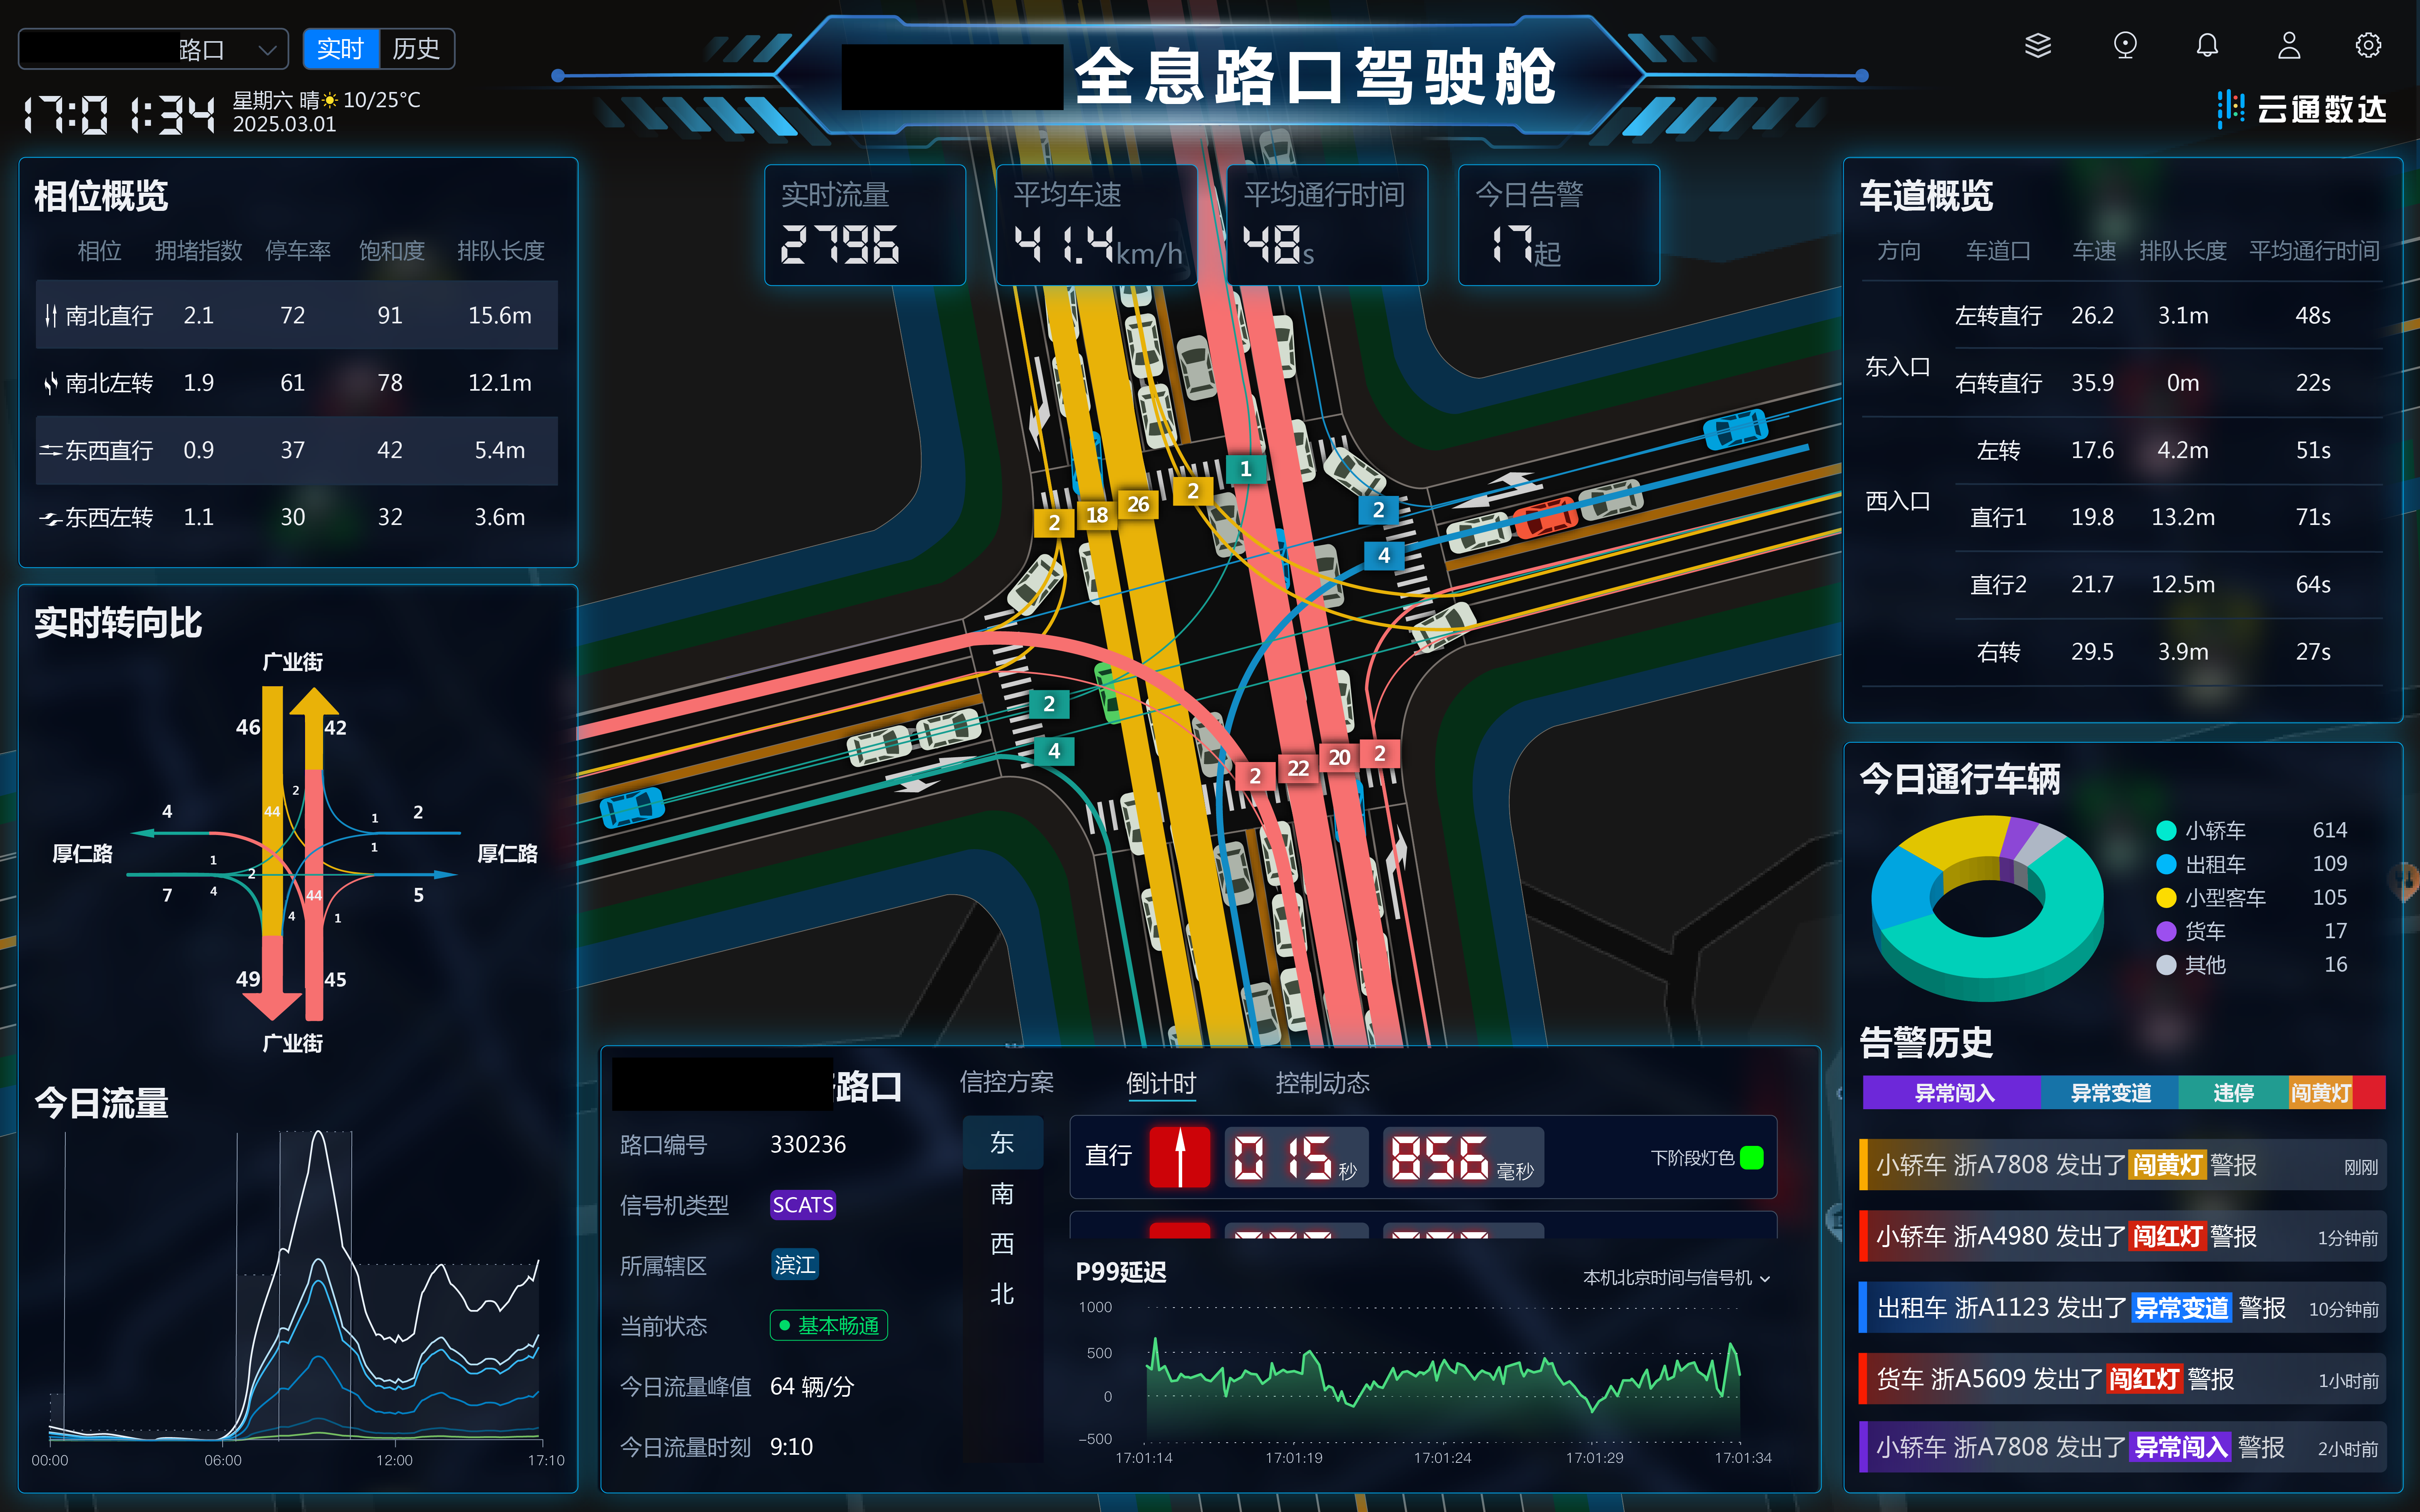 路口 实时 历史
17:01:34 星期六 晴 10/25°C
2025.03.01
全息路口驾驶舱
云通数达
相位概览
相位 拥堵指数 停车率 饱和度 排队长度
南北直行 2.1 72 91 15.6m
南北左转 1.9 61 78 12.1m
东西直行 0.9 37 42 5.4m
东西左转 1.1 30 32 3.6m
实时转向比
广业街
46 42
2
4 44 1 2
厚仁路 厚仁路
1 1
2
7 4 44 5
4 1
49 45
广业街
今日流量
00:00 06:00 12:00 17:10
实时流量
2796
平均车速
41.4km/h
平均通行时间
48s
今日告警
17起
1
2 18 26 2
2
4
2
4
2 22 20 2
路口
路口编号 330236
信号机类型 SCATS
所属辖区 滨江
当前状态 基本畅通
今日流量峰值 64 辆/分
今日流量时刻 9:10
信控方案 倒计时 控制动态
东
南
西
北
直行 015秒 856毫秒 下阶段灯色
P99延迟 本机北京时间与信号机
1000
500
0
-500
17:01:14 17:01:19 17:01:24 17:01:29 17:01:34
车道概览
方向 车道口 车速 排队长度 平均通行时间
东入口
左转直行 26.2 3.1m 48s
右转直行 35.9 0m 22s
西入口
左转 17.6 4.2m 51s
直行1 19.8 13.2m 71s
直行2 21.7 12.5m 64s
右转 29.5 3.9m 27s
今日通行车辆
小轿车 614
出租车 109
小型客车 105
货车 17
其他 16
告警历史
异常闯入 异常变道 违停 闯黄灯
小轿车 浙A7808 发出了 闯黄灯 警报 刚刚
小轿车 浙A4980 发出了 闯红灯 警报 1分钟前
出租车 浙A1123 发出了 异常变道 警报 10分钟前
货车 浙A5609 发出了 闯红灯 警报 1小时前
小轿车 浙A7808 发出了 异常闯入 警报 2小时前